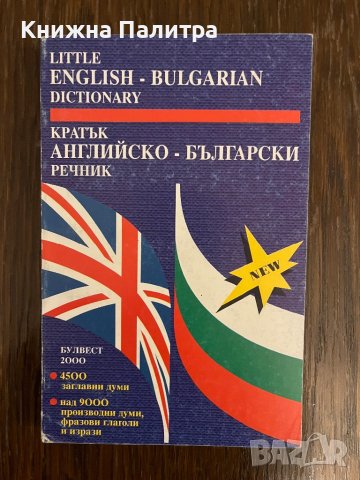 Книжна Палитра
LITTLE
ENGLISH - BULGARIAN
DICTIONARY
КРАТЪК
АНГЛИЙСКО - БЪЛГАРСКИ
РЕЧНИК
NEW
БУЛВЕСТ
2000
4500
заглавни думи
над 9000
производни думи,
фразови глаголи
и изрази
BAZAR